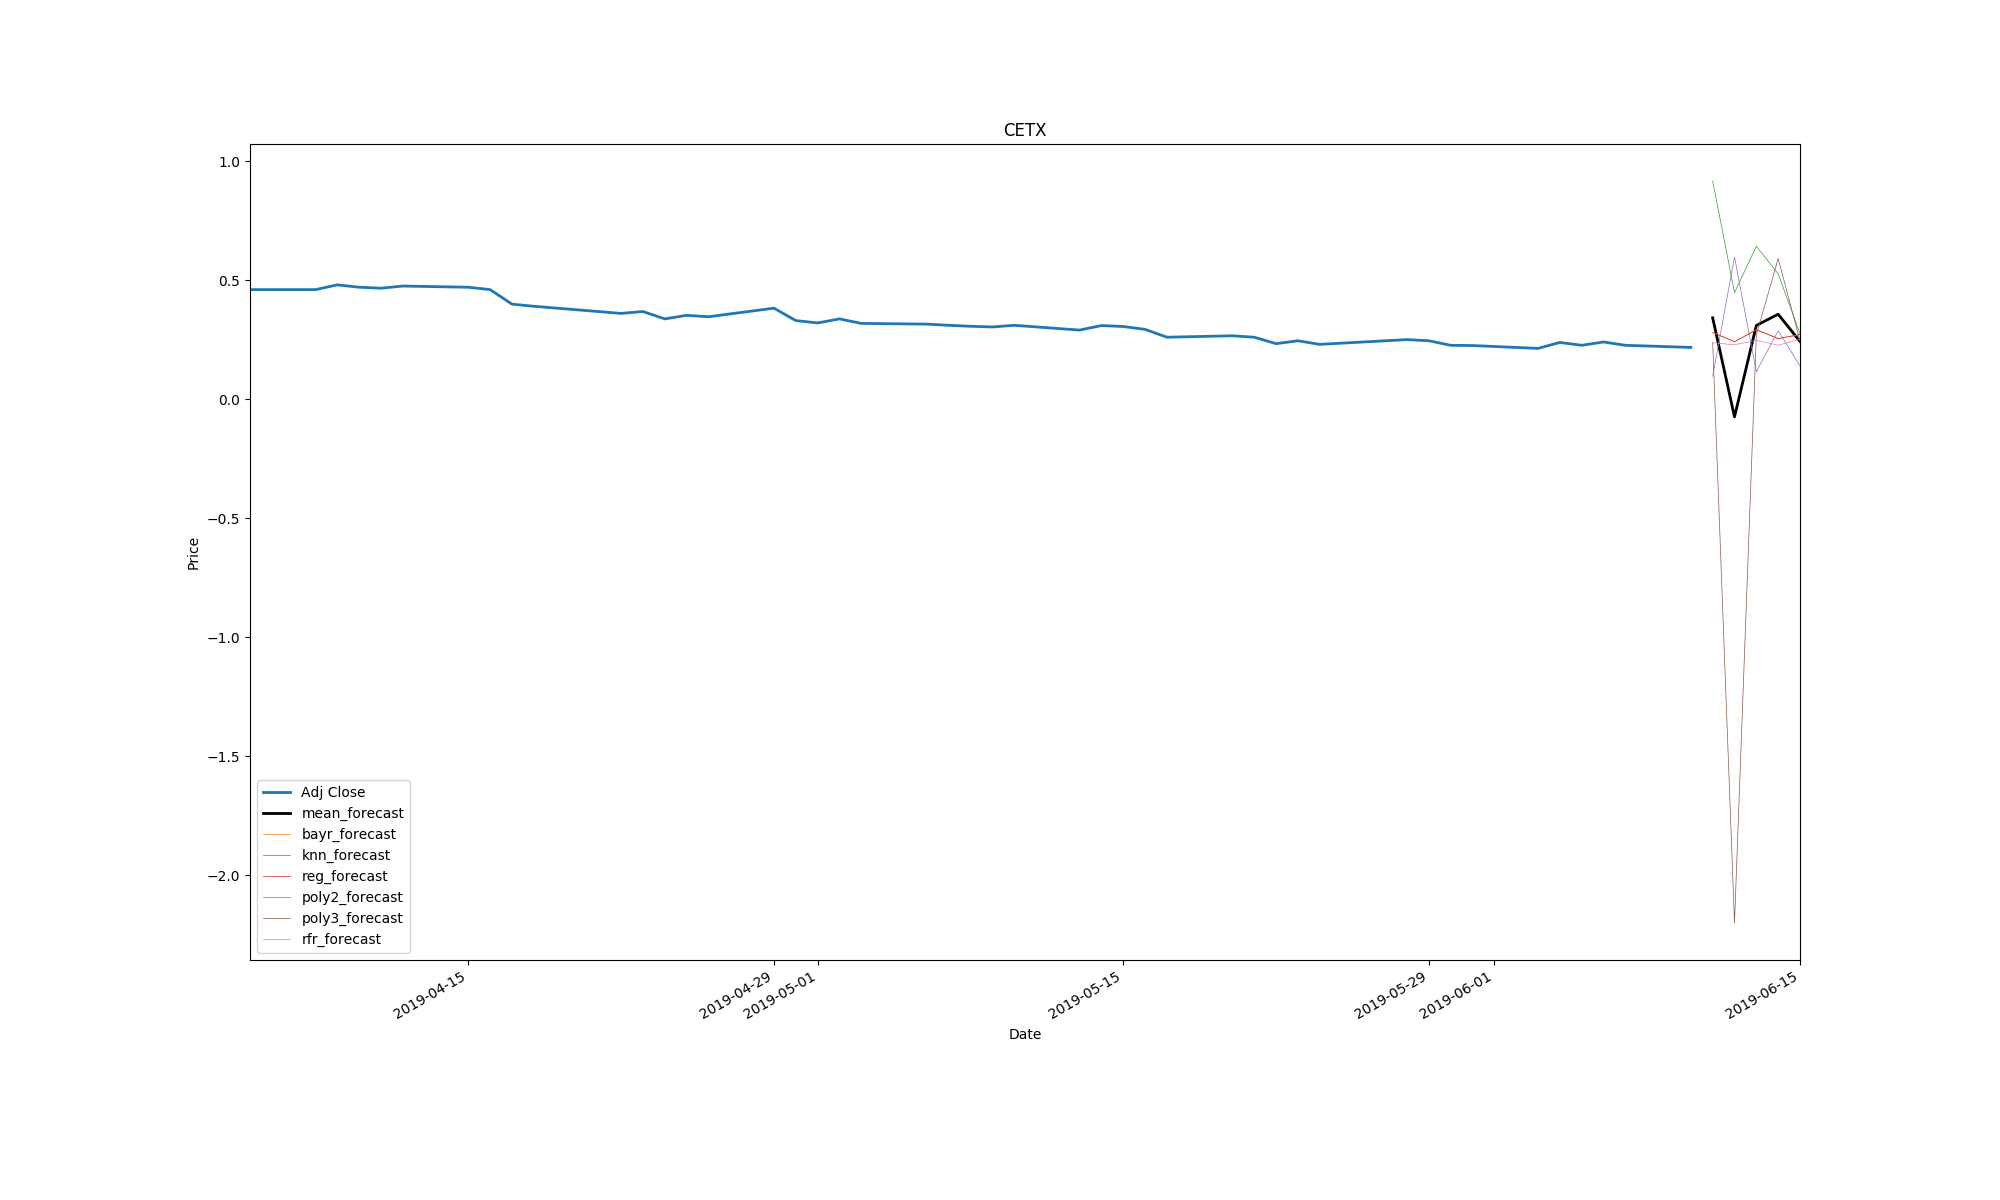 CETX
1.0
0.5
0.0
−0.5
−1.0
−1.5
−2.0
Price
Adj Close
mean_forecast
bayr_forecast
knn_forecast
reg_forecast
poly2_forecast
poly3_forecast
rfr_forecast
2019-04-15
2019-04-29
2019-05-01
2019-05-15
2019-05-29
2019-06-01
2019-06-15
Date